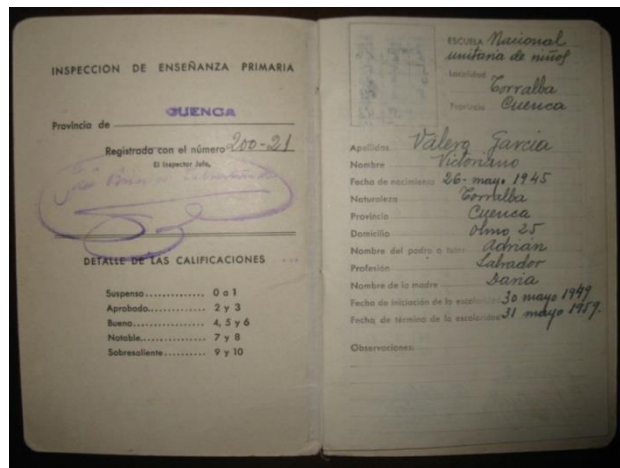 INSPECCION DE ENSEÑANZA PRIMARIA
CUENCA
Provincia de
Registrada con el número 200-21
El Inspector Jefe,
DETALLE DE LAS CALIFICACIONES
Suspenso.............. 0 a 1
Aprobado.............. 2 y 3
Bueno.............. 4, 5 y 6
Notable.............. 7 y 8
Sobresaliente.......... 9 y 10
ESCUELA Nacional
unitaria de niños
Localidad
Torralba
Provincia Cuenca
Apellidos Valero García
Nombre Victoriano
Fecha de nacimiento 26- mayo 1945
Naturaleza Torralba
Provincia Cuenca
Domicilio Olmo 25
Nombre del padre o tutor Adrián
Profesión Labrador
Nombre de la madre Daria
Fecha de iniciación de la escolaridad 30 mayo 1949
Fecha de término de la escolaridad 31 mayo 1959.
Observaciones: